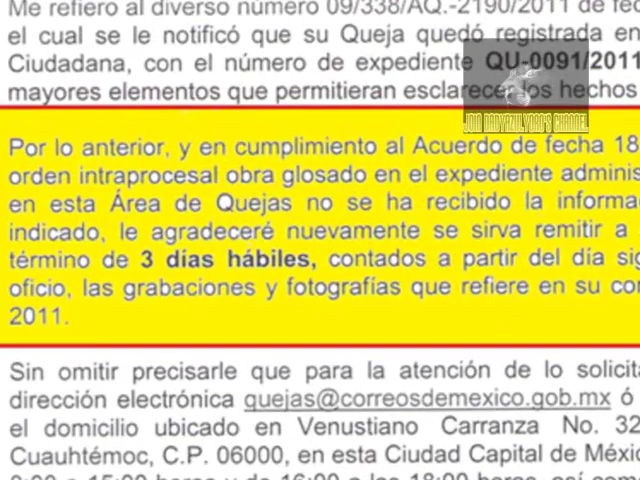 Me refiero al diverso número 09/338/AQ.-2190/2011 de fec
el cual se le notificó que su Queja quedó registrada en
Ciudadana, con el número de expediente QU-0091/2011
mayores elementos que permitieran esclarecer los hechos
Por lo anterior, y en cumplimiento al Acuerdo de fecha 18
orden intraprocesal obra glosado en el expediente adminis
en esta Área de Quejas no se ha recibido la informa
indicado, le agradeceré nuevamente se sirva remitir a
término de 3 días hábiles, contados a partir del día sig
oficio, las grabaciones y fotografías que refiere en su co
2011.
Sin omitir precisarle que para la atención de lo solicita
dirección electrónica quejas@correosdemexico.gob.mx ó
el domicilio ubicado en Venustiano Carranza No. 32
Cuauhtémoc, C.P. 06000, en esta Ciudad Capital de Méxi